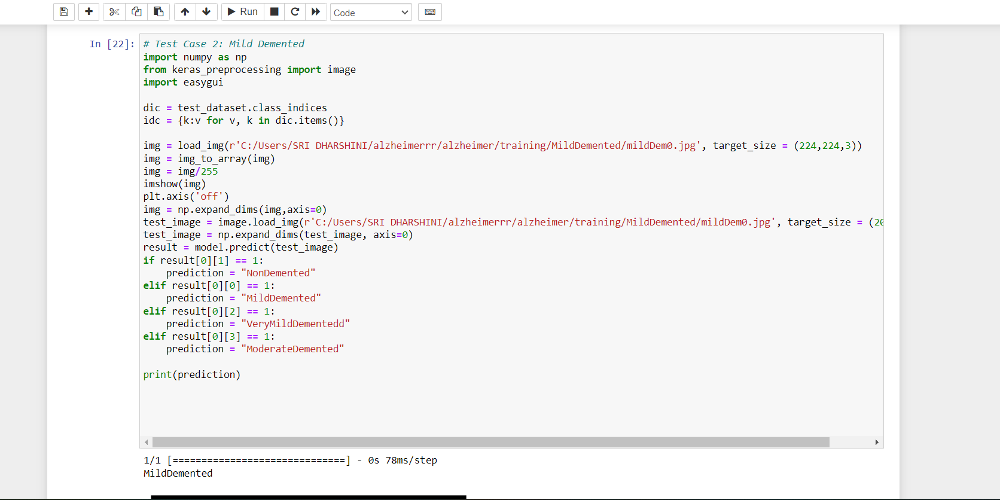 Run
Code
In [22]:
# Test Case 2: Mild Demented
import numpy as np
from keras_preprocessing import image
import easygui

dic = test_dataset.class_indices
idc = {k:v for v, k in dic.items()}

img = load_img(r'C:/Users/SRI DHARSHINI/alzheimerrr/alzheimer/training/MildDemented/mildDem0.jpg', target_size = (224,224,3))
img = img_to_array(img)
img = img/255
imshow(img)
plt.axis('off')
img = np.expand_dims(img,axis=0)
test_image = image.load_img(r'C:/Users/SRI DHARSHINI/alzheimerrr/alzheimer/training/MildDemented/mildDem0.jpg', target_size = (20
test_image = np.expand_dims(test_image, axis=0)
result = model.predict(test_image)
if result[0][1] == 1:
    prediction = "NonDemented"
elif result[0][0] == 1:
    prediction = "MildDemented"
elif result[0][2] == 1:
    prediction = "VeryMildDementedd"
elif result[0][3] == 1:
    prediction = "ModerateDemented"

print(prediction)
1/1 [==============================] - 0s 78ms/step
MildDemented